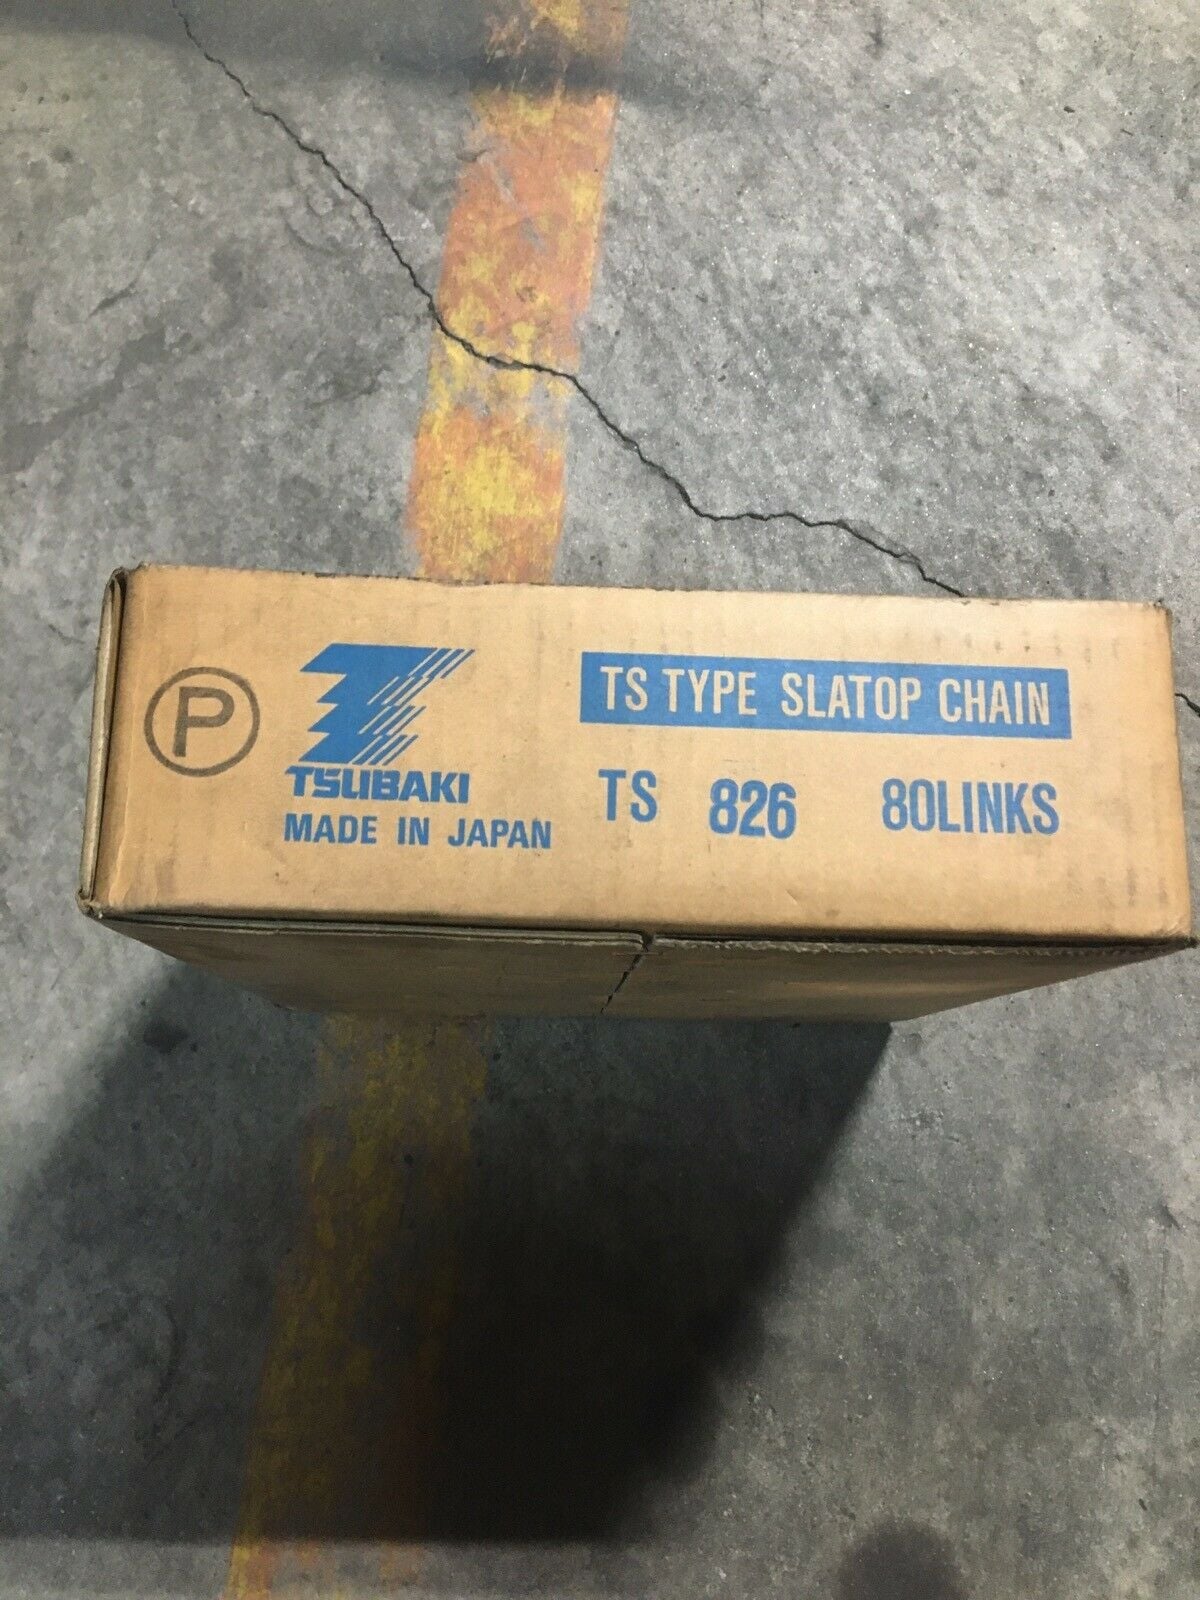 P
TSUBAKI
MADE IN JAPAN
TS TYPE SLATOP CHAIN
TS 826 80LINKS